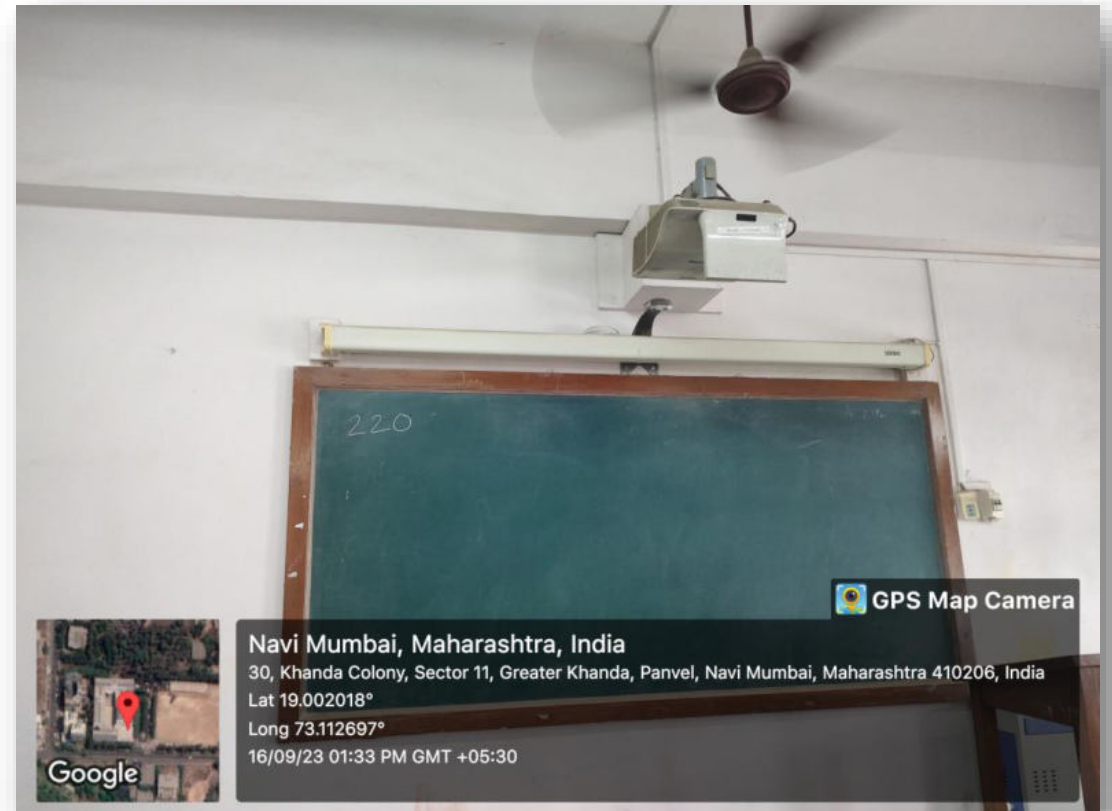 220
GPS Map Camera
Navi Mumbai, Maharashtra, India
30, Khanda Colony, Sector 11, Greater Khanda, Panvel, Navi Mumbai, Maharashtra 410206, India
Lat 19.002018°
Long 73.112697°
16/09/23 01:33 PM GMT +05:30
Google